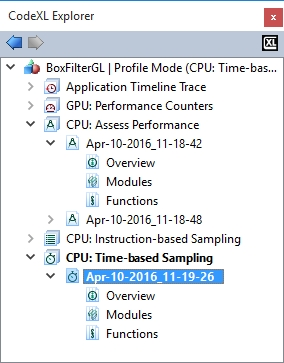 CodeXL Explorer
XL
BoxFilterGL | Profile Mode (CPU: Time-bas...
Application Timeline Trace
GPU: Performance Counters
CPU: Assess Performance
Apr-10-2016_11-18-42
Overview
Modules
Functions
Apr-10-2016_11-18-48
CPU: Instruction-based Sampling
CPU: Time-based Sampling
Apr-10-2016_11-19-26
Overview
Modules
Functions